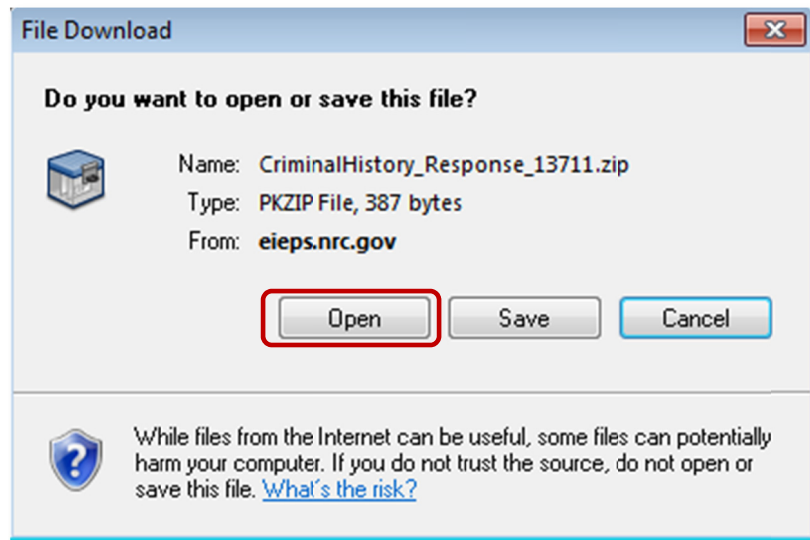 File Download
Do you want to open or save this file?
Name: CriminalHistory_Response_13711.zip
Type: PKZIP File, 387 bytes
From: eieps.nrc.gov
Open Save Cancel
While files from the Internet can be useful, some files can potentially
harm your computer. If you do not trust the source, do not open or
save this file. What's the risk?